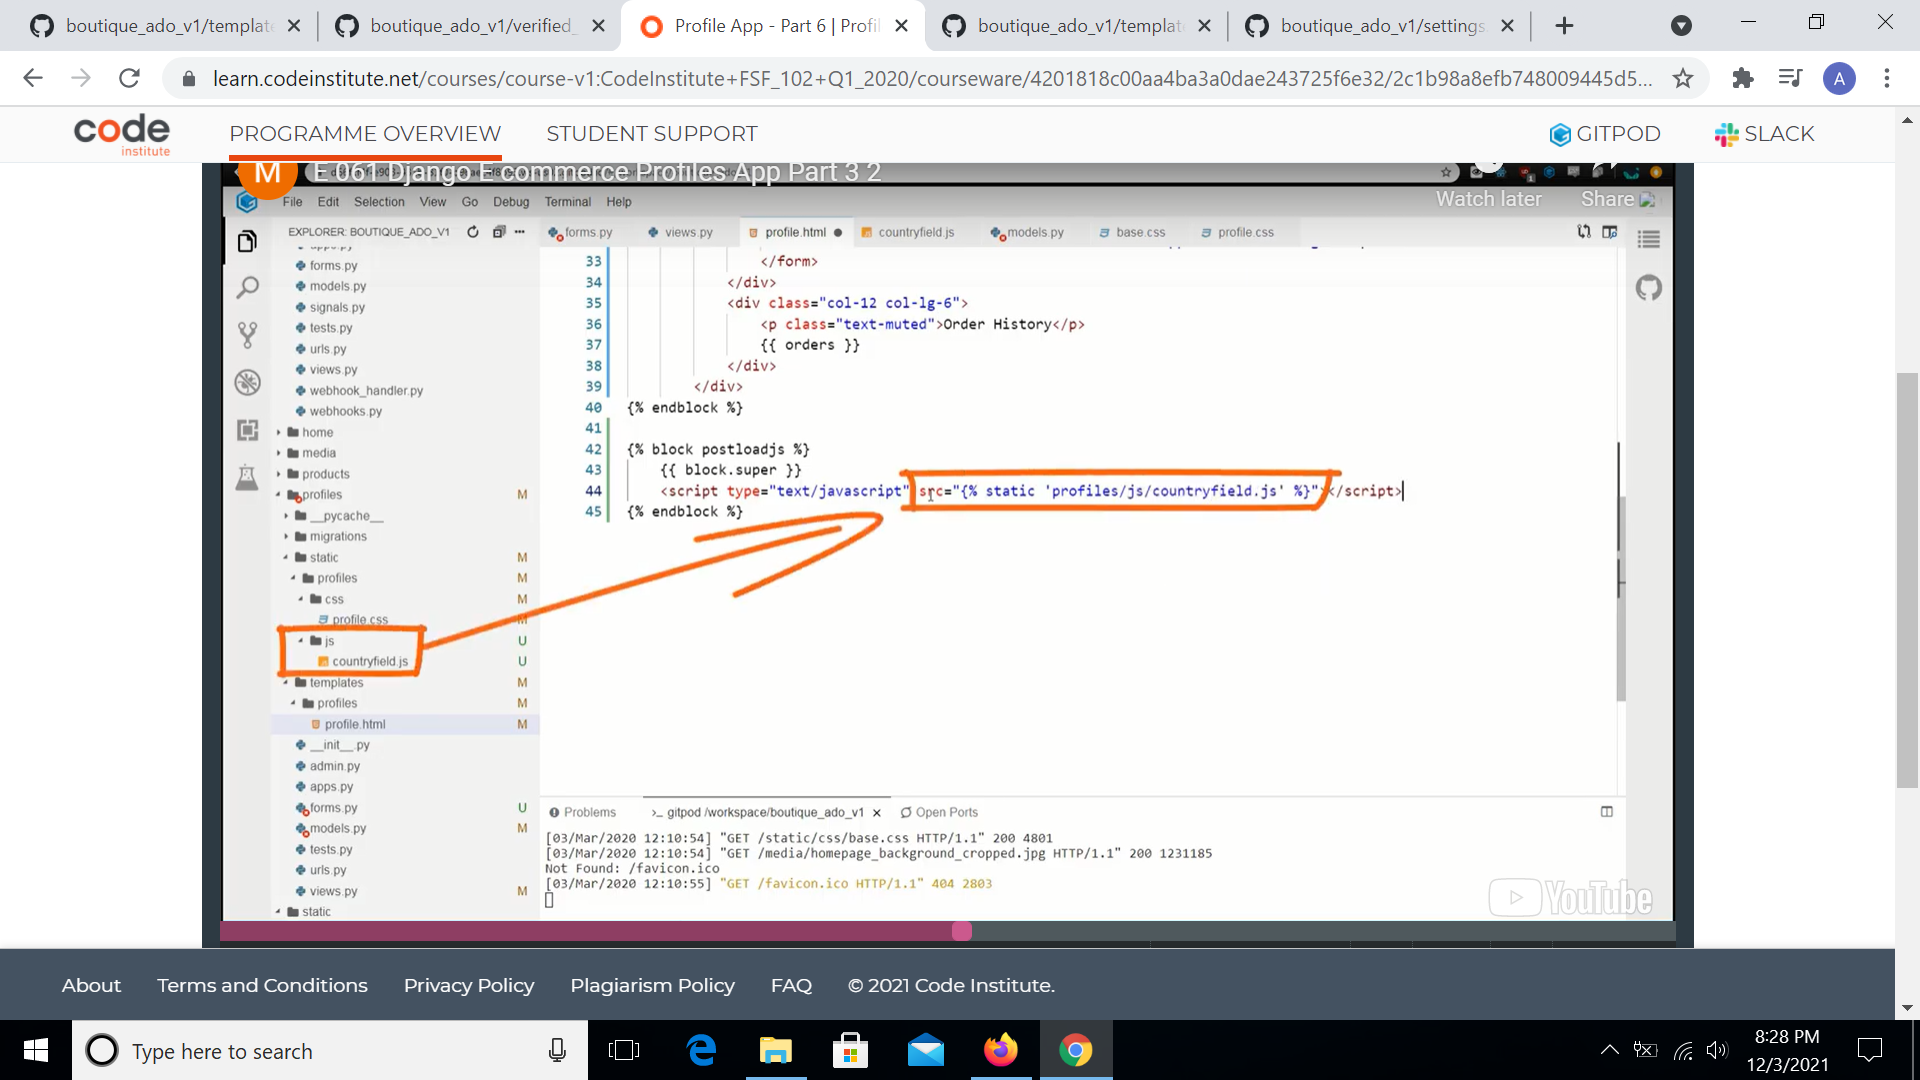 boutique_ado_v1/templat
boutique_ado_v1/verified_
Profile App - Part 6 | Profil
boutique_ado_v1/templat
boutique_ado_v1/settings.
learn.codeinstitute.net/courses/course-v1:CodeInstitute+FSF_102+Q1_2020/courseware/4201818c00aa4ba3a0dae243725f6e32/2c1b98a8efb748009445d5...
A
code institute
PROGRAMME OVERVIEW
STUDENT SUPPORT
GITPOD
SLACK
M
E 061 Django Ecommerce Profiles App Part 3 2
Watch later
Share
File Edit Selection View Go Debug Terminal Help
EXPLORER: BOUTIQUE_ADO_V1
forms.py
views.py
profile.html
countryfield.js
models.py
base.css
profile.css
apps.py
forms.py
models.py
signals.py
tests.py
urls.py
views.py
webhook_handler.py
webhooks.py
home
media
products
profiles M
__pycache__
migrations
static M
profiles M
css M
profile.css M
js U
countryfield.js U
templates M
profiles M
profile.html M
__init__.py
admin.py
apps.py
forms.py U
models.py M
tests.py
urls.py
views.py M
static
33 </form>
34 </div>
35 <div class="col-12 col-lg-6">
36 <p class="text-muted">Order History</p>
37 {{ orders }}
38 </div>
39 </div>
40 {% endblock %}
41
42 {% block postloadjs %}
43 {{ block.super }}
44 <script type="text/javascript" src="{% static 'profiles/js/countryfield.js' %}"></script>
45 {% endblock %}
Problems
>_ gitpod /workspace/boutique_ado_v1
Open Ports
[03/Mar/2020 12:10:54] "GET /static/css/base.css HTTP/1.1" 200 4801
[03/Mar/2020 12:10:54] "GET /media/homepage_background_cropped.jpg HTTP/1.1" 200 1231185
Not Found: /favicon.ico
[03/Mar/2020 12:10:55] "GET /favicon.ico HTTP/1.1" 404 2803
YouTube
About
Terms and Conditions
Privacy Policy
Plagiarism Policy
FAQ
© 2021 Code Institute.
Type here to search
8:28 PM
12/3/2021